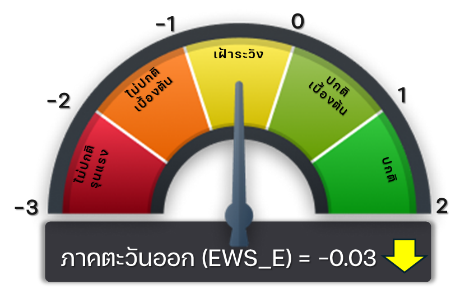 -1
0
-2
1
-3
2
ไม่ปกติ
รุนแรง
ไม่ปกติ
เบื้องต้น
เฝ้าระวัง
ปกติ
เบื้องต้น
ปกติ
ภาคตะวันออก (EWS_E) = -0.03